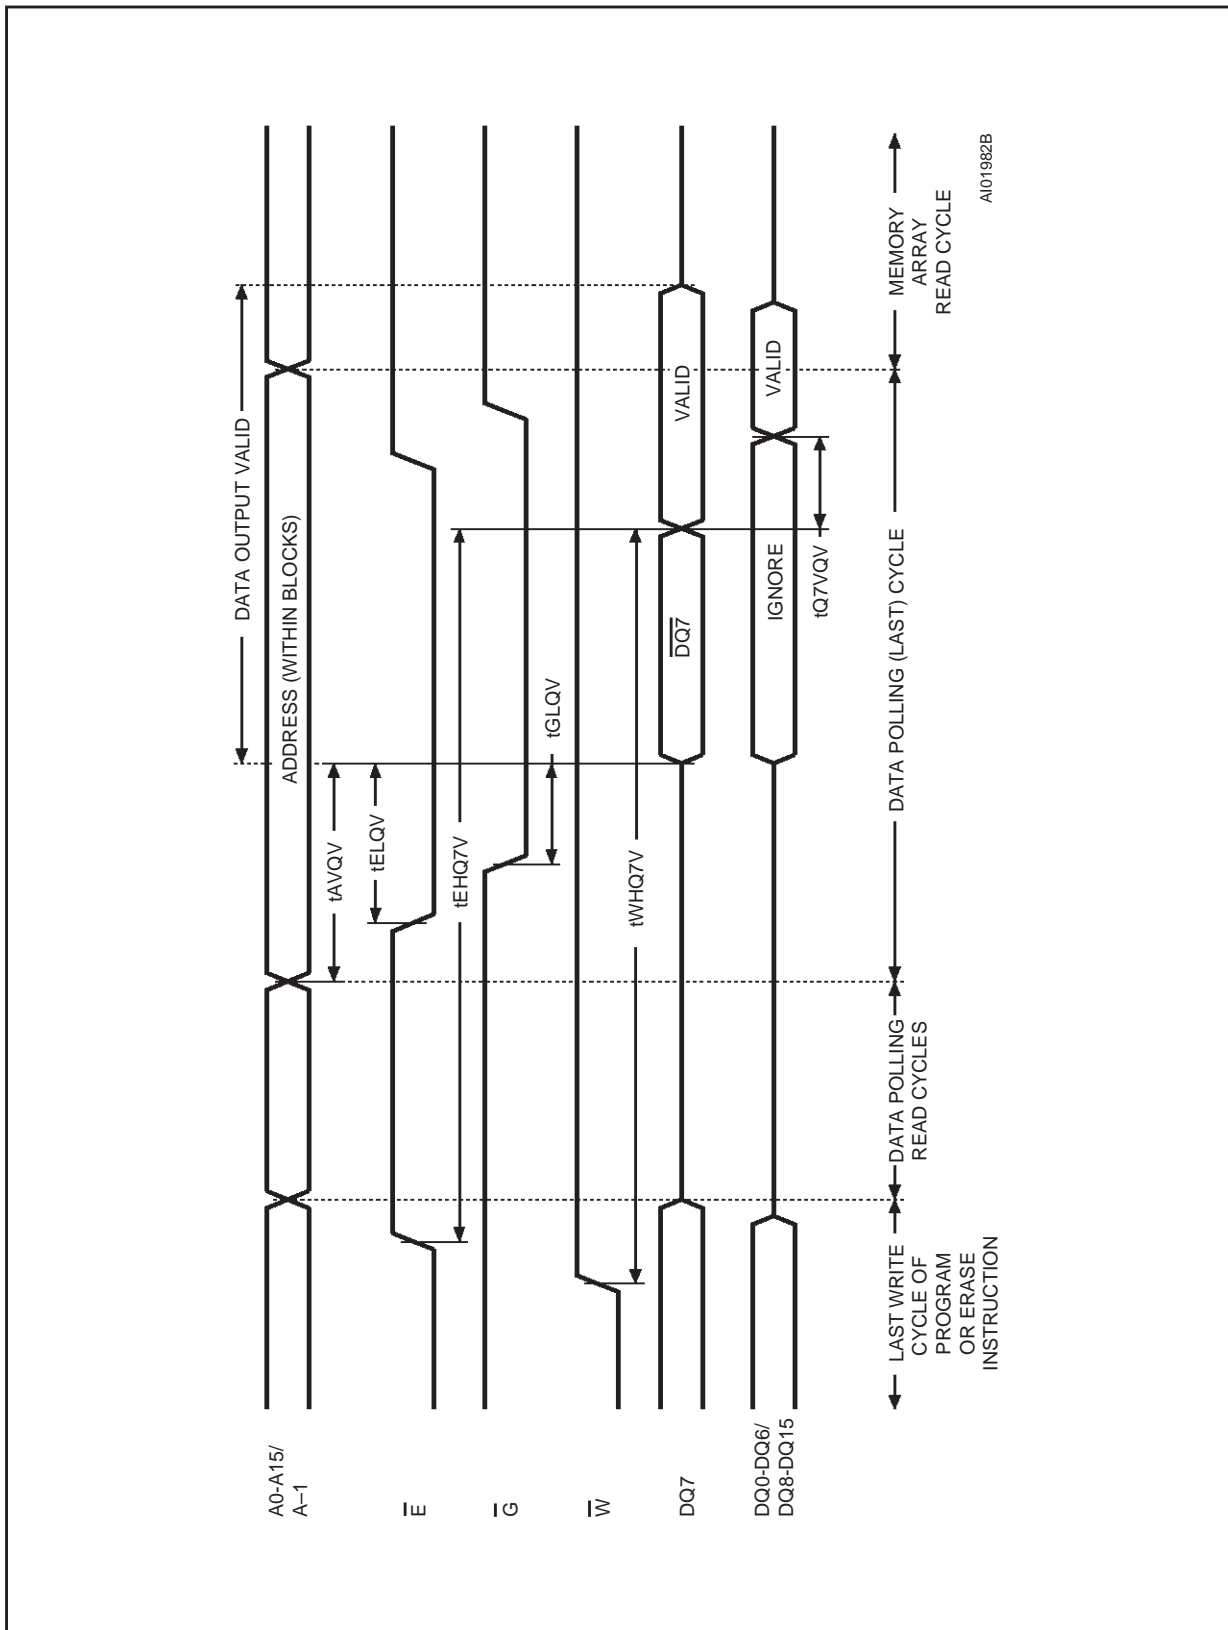 A0-A15/
A–1
ADDRESS (WITHIN BLOCKS)
DATA OUTPUT VALID
tAVQV
tELQV
E
tEHQ7V
G
tGLQV
W
tWHQ7V
DQ7
DQ7
VALID
DQ0-DQ6/
DQ8-DQ15
IGNORE
VALID
tQ7VQV
LAST WRITE
CYCLE OF
PROGRAM
OR ERASE
INSTRUCTION
DATA POLLING
READ CYCLES
DATA POLLING (LAST) CYCLE
MEMORY
ARRAY
READ CYCLE
AI01982B